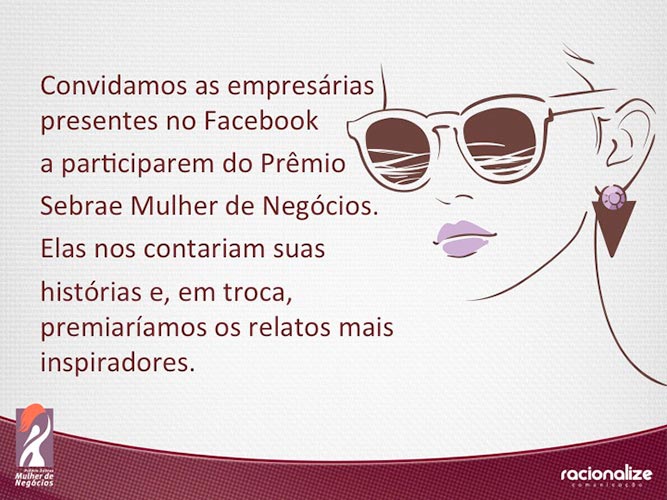 Convidamos as empresárias
presentes no Facebook
a participarem do Prêmio
Sebrae Mulher de Negócios.
Elas nos contariam suas
histórias e, em troca,
premiaríamos os relatos mais
inspiradores.
Prêmio Sebrae
Mulher de
Negócios
racionalize
comunicação